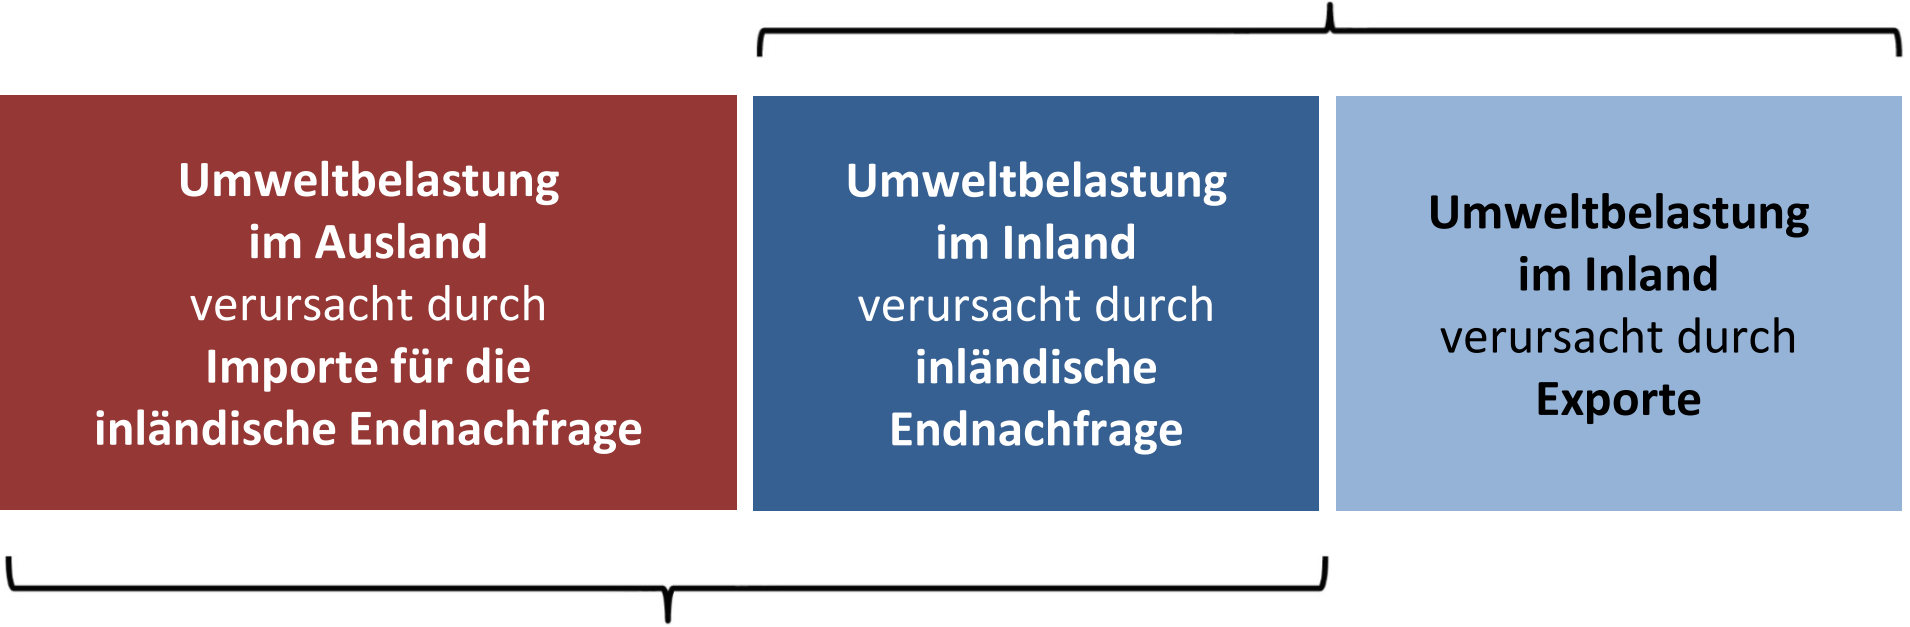 Umweltbelastung
im Ausland
verursacht durch
Importe für die
inländische Endnachfrage
Umweltbelastung
im Inland
verursacht durch
inländische
Endnachfrage
Umweltbelastung
im Inland
verursacht durch
Exporte